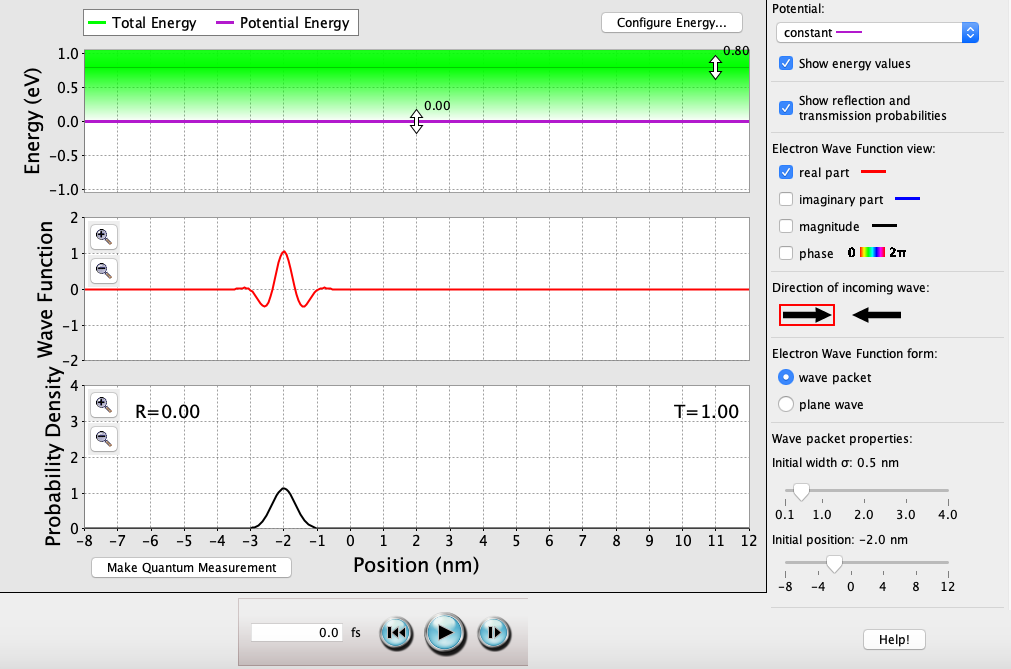 Total Energy
Potential Energy
Configure Energy...
Energy (eV)
1.0
0.5
0.0
−0.5
−1.0
0.80
0.00
Wave Function
2
1
0
−1
−2
Probability Density
4
3
2
1
0
R=0.00
T=1.00
−8 −7 −6 −5 −4 −3 −2 −1 0 1 2 3 4 5 6 7 8 9 10 11 12
Make Quantum Measurement
Position (nm)
0.0 fs
Potential:
constant
Show energy values
Show reflection and
transmission probabilities
Electron Wave Function view:
real part
imaginary part
magnitude
phase 0 2π
Direction of incoming wave:
Electron Wave Function form:
wave packet
plane wave
Wave packet properties:
Initial width σ: 0.5 nm
0.1 1.0 2.0 3.0 4.0
Initial position: -2.0 nm
-8 -4 0 4 8 12
Help!